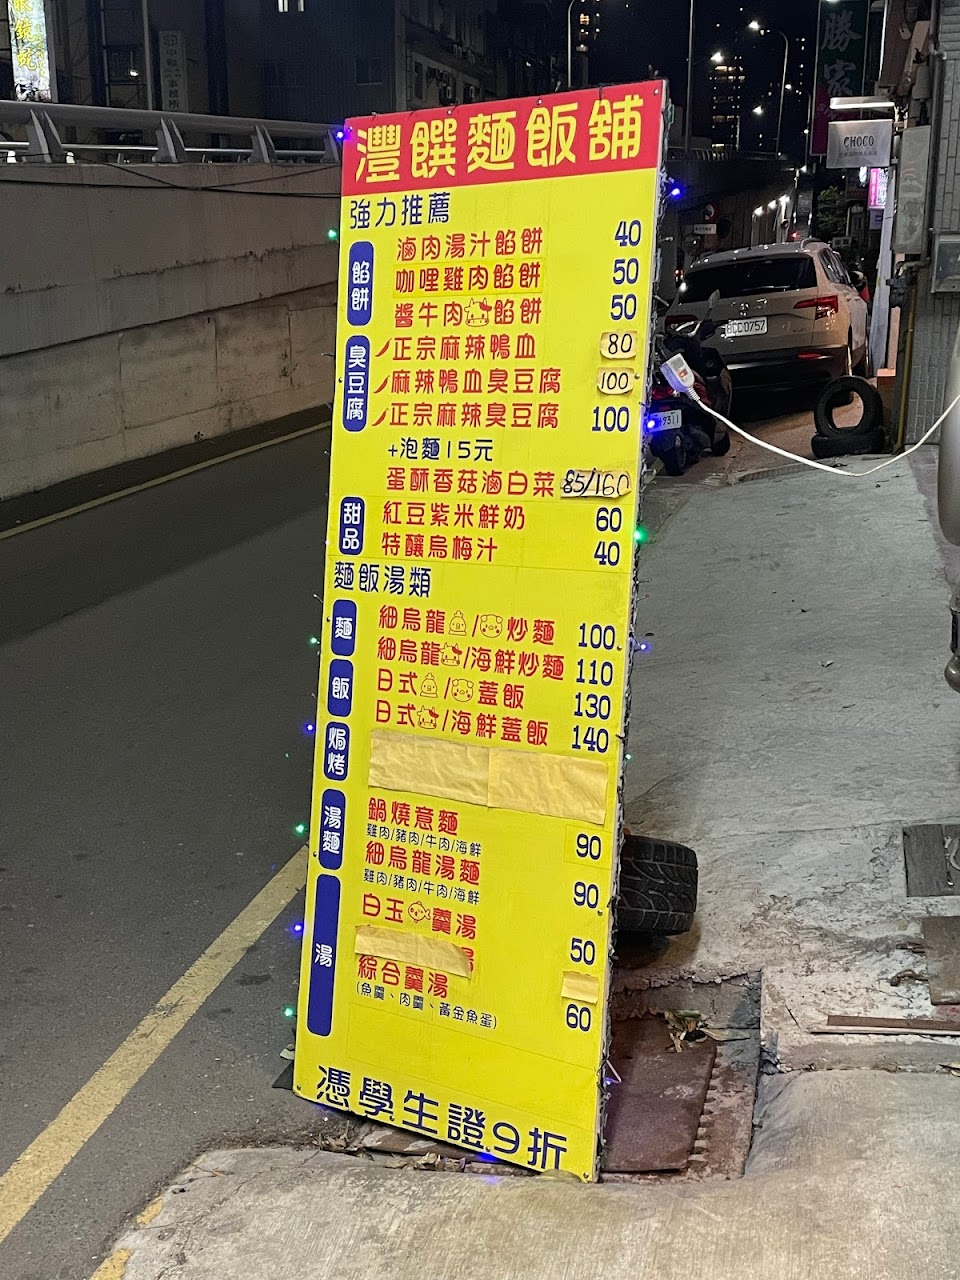 灃饌麵飯舖
強力推薦
餡餅
滷肉湯汁餡餅 40
咖哩雞肉餡餅 50
醬牛肉餡餅 50
臭豆腐
正宗麻辣鴨血 80
麻辣鴨血臭豆腐 100
正宗麻辣臭豆腐 100
+泡麵15元
蛋酥香菇滷白菜 85/160
甜品
紅豆紫米鮮奶 60
特釀烏梅汁 40
麵飯湯類
麵
細烏龍/炒麵 100
細烏龍/海鮮炒麵 110
飯
日式/蓋飯 130
日式/海鮮蓋飯 140
焗烤
湯麵
鍋燒意麵 90
雞肉/豬肉/牛肉/海鮮
細烏龍湯麵 90
雞肉/豬肉/牛肉/海鮮
湯
白玉羹湯 50
湯
綜合羹湯 60
(魚羹、肉羹、黃金魚蛋)
憑學生證9折
勝家
CHOCO
BCC 0757
9311